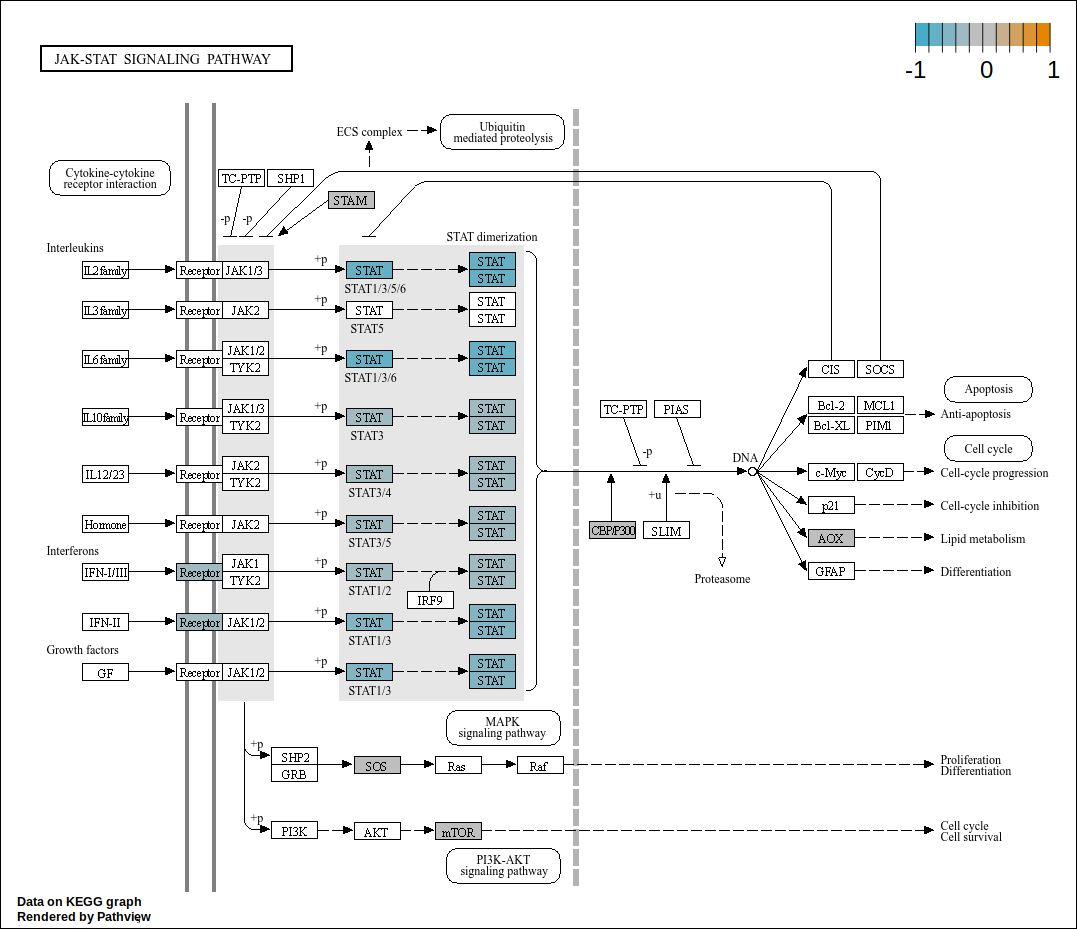 JAK-STAT SIGNALING PATHWAY
-1 0 1
ECS complex
Ubiquitin
mediated proteolysis
Cytokine-cytokine
receptor interaction
TC-PTP SHP1
STAM
-p -p
STAT dimerization
Interleukins
IL2 family Receptor JAK1/3 +p STAT STAT
STAT
STAT1/3/5/6
IL3 family Receptor JAK2 +p STAT STAT
STAT
STAT5
IL6 family Receptor JAK1/2 +p STAT STAT
TYK2 STAT
STAT1/3/6
CIS SOCS
Apoptosis
IL10 family Receptor JAK1/3 +p STAT STAT
TYK2 STAT
STAT3
TC-PTP PIAS
-p
Bcl-2 MCL1
Bcl-XL PIM1
Anti-apoptosis
Cell cycle
IL12/23 Receptor JAK2 +p STAT STAT
TYK2 STAT
STAT3/4
DNA
c-Myc CycD Cell-cycle progression
+u
p21 Cell-cycle inhibition
Hormone Receptor JAK2 +p STAT STAT
STAT
STAT3/5
CBP/P300 SLIM
AOX Lipid metabolism
Interferons
IFN-I/III Receptor JAK1 +p STAT STAT
TYK2 STAT
STAT1/2
IRF9
Proteasome
GFAP Differentiation
IFN-II Receptor JAK1/2 +p STAT STAT
STAT
STAT1/3
Growth factors
GF Receptor JAK1/2 +p STAT STAT
STAT
STAT1/3
MAPK
signaling pathway
+p
SHP2
GRB
SOS Ras Raf
Proliferation
Differentiation
+p
PI3K AKT mTOR
Cell cycle
Cell survival
PI3K-AKT
signaling pathway
Data on KEGG graph
Rendered by Pathview